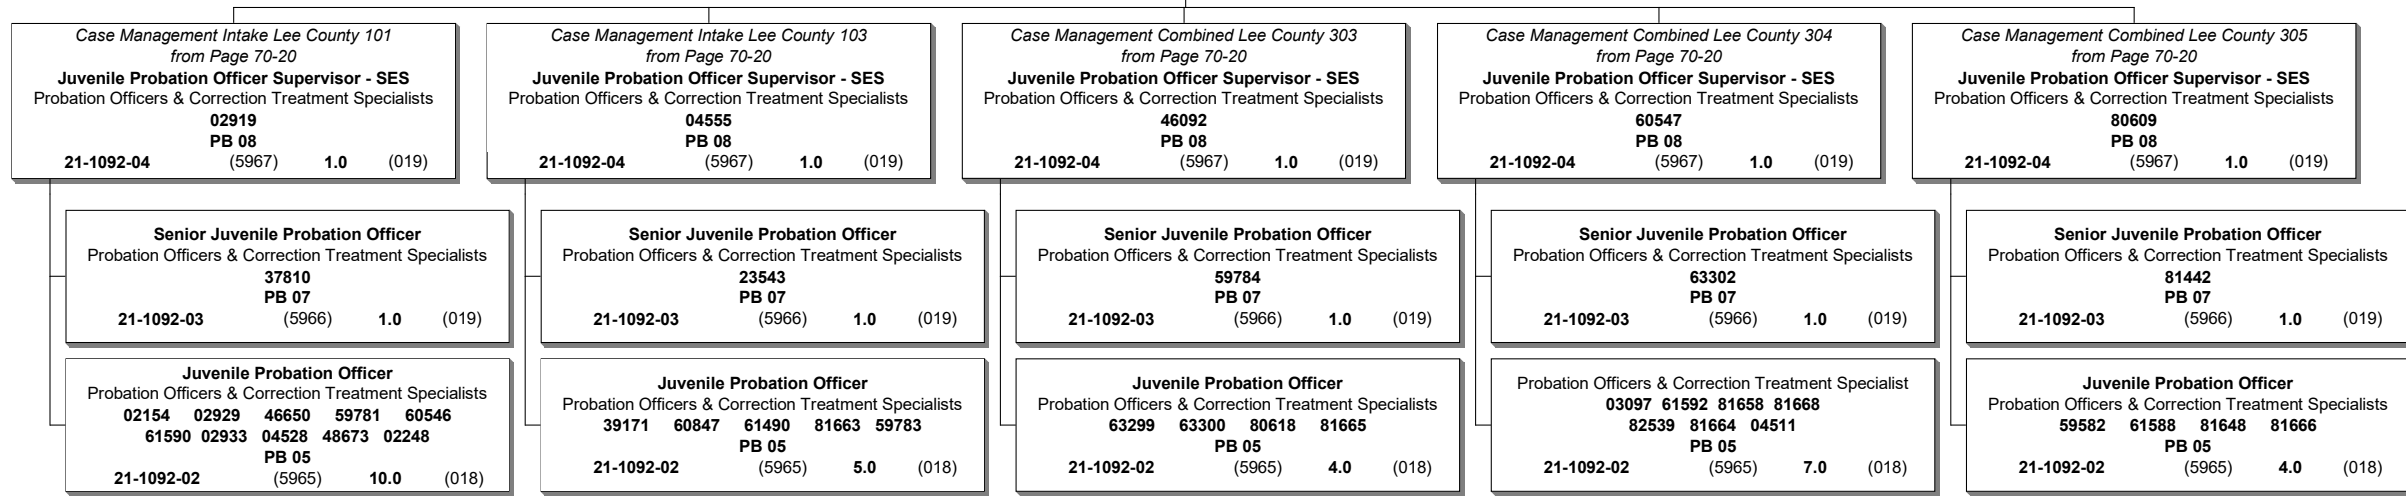 Case Management Intake Lee County 101
from Page 70-20
Juvenile Probation Officer Supervisor - SES
Probation Officers & Correction Treatment Specialists
02919
PB 08
21-1092-04 (5967) 1.0 (019)
Senior Juvenile Probation Officer
Probation Officers & Correction Treatment Specialists
37810
PB 07
21-1092-03 (5966) 1.0 (019)
Juvenile Probation Officer
Probation Officers & Correction Treatment Specialists
02154 02929 46650 59781 60546
61590 02933 04528 48673 02248
PB 05
21-1092-02 (5965) 10.0 (018)
Case Management Intake Lee County 103
from Page 70-20
Juvenile Probation Officer Supervisor - SES
Probation Officers & Correction Treatment Specialists
04555
PB 08
21-1092-04 (5967) 1.0 (019)
Senior Juvenile Probation Officer
Probation Officers & Correction Treatment Specialists
23543
PB 07
21-1092-03 (5966) 1.0 (019)
Juvenile Probation Officer
Probation Officers & Correction Treatment Specialists
39171 60847 61490 81663 59783
PB 05
21-1092-02 (5965) 5.0 (018)
Case Management Combined Lee County 303
from Page 70-20
Juvenile Probation Officer Supervisor - SES
Probation Officers & Correction Treatment Specialists
46092
PB 08
21-1092-04 (5967) 1.0 (019)
Senior Juvenile Probation Officer
Probation Officers & Correction Treatment Specialists
59784
PB 07
21-1092-03 (5966) 1.0 (019)
Juvenile Probation Officer
Probation Officers & Correction Treatment Specialists
63299 63300 80618 81665
PB 05
21-1092-02 (5965) 4.0 (018)
Case Management Combined Lee County 304
from Page 70-20
Juvenile Probation Officer Supervisor - SES
Probation Officers & Correction Treatment Specialists
60547
PB 08
21-1092-04 (5967) 1.0 (019)
Senior Juvenile Probation Officer
Probation Officers & Correction Treatment Specialists
63302
PB 07
21-1092-03 (5966) 1.0 (019)
Probation Officers & Correction Treatment Specialist
03097 61592 81658 81668
82539 81664 04511
PB 05
21-1092-02 (5965) 7.0 (018)
Case Management Combined Lee County 305
from Page 70-20
Juvenile Probation Officer Supervisor - SES
Probation Officers & Correction Treatment Specialists
80609
PB 08
21-1092-04 (5967) 1.0 (019)
Senior Juvenile Probation Officer
Probation Officers & Correction Treatment Specialists
81442
PB 07
21-1092-03 (5966) 1.0 (019)
Juvenile Probation Officer
Probation Officers & Correction Treatment Specialists
59582 61588 81648 81666
PB 05
21-1092-02 (5965) 4.0 (018)